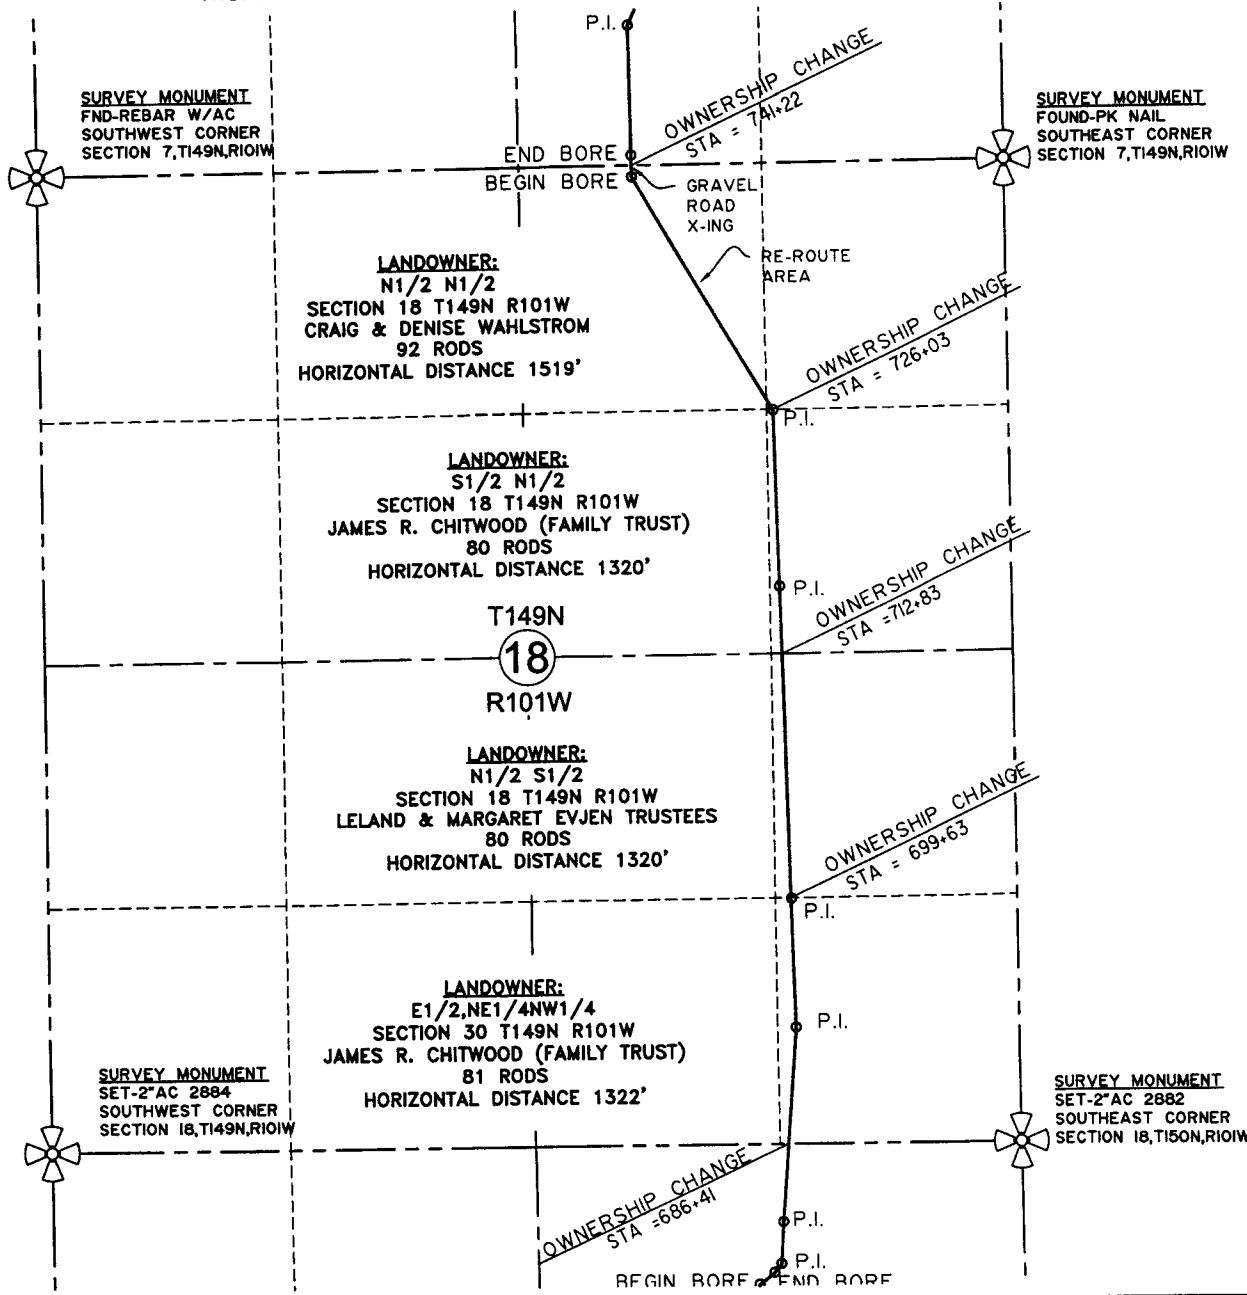 P.I.
OWNERSHIP CHANGE
STA = 741+22
SURVEY MONUMENT
FND-REBAR W/AC
SOUTHWEST CORNER
SECTION 7,T149N,R101W
SURVEY MONUMENT
FOUND-PK NAIL
SOUTHEAST CORNER
SECTION 7,T149N,R101W
END BORE
BEGIN BORE
GRAVEL
ROAD
X-ING
RE-ROUTE
AREA
LANDOWNER:
N1/2 N1/2
SECTION 18 T149N R101W
CRAIG & DENISE WAHLSTROM
92 RODS
HORIZONTAL DISTANCE 1519'
OWNERSHIP CHANGE
STA = 726+03
P.I.
LANDOWNER:
S1/2 N1/2
SECTION 18 T149N R101W
JAMES R. CHITWOOD (FAMILY TRUST)
80 RODS
HORIZONTAL DISTANCE 1320'
P.I.
OWNERSHIP CHANGE
STA =712+83
T149N
18
R101W
LANDOWNER:
N1/2 S1/2
SECTION 18 T149N R101W
LELAND & MARGARET EVJEN TRUSTEES
80 RODS
HORIZONTAL DISTANCE 1320'
OWNERSHIP CHANGE
STA = 699+63
P.I.
LANDOWNER:
E1/2,NE1/4NW1/4
SECTION 30 T149N R101W
JAMES R. CHITWOOD (FAMILY TRUST)
81 RODS
HORIZONTAL DISTANCE 1322'
P.I.
SURVEY MONUMENT
SET-2"AC 2884
SOUTHWEST CORNER
SECTION 18,T149N,R101W
SURVEY MONUMENT
SET-2"AC 2882
SOUTHEAST CORNER
SECTION 18,T150N,R101W
OWNERSHIP CHANGE
STA =686+41
P.I.
P.I.
BEGIN BORE
END BORE